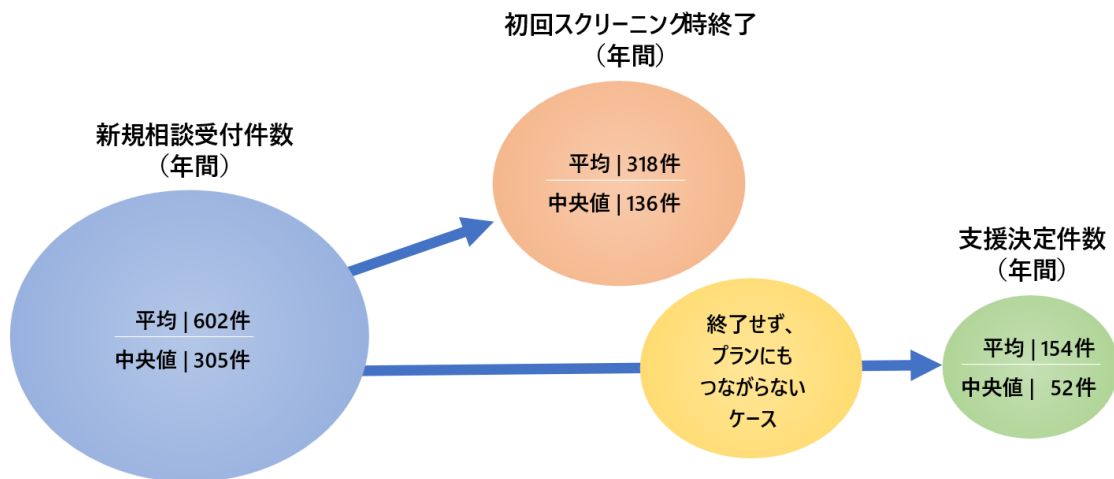 初回スクリーニング時終了
（年間）
平均 | 318件
中央値 | 136件
新規相談受付件数
（年間）
平均 | 602件
中央値 | 305件
終了せず、
プランにも
つながらない
ケース
支援決定件数
（年間）
平均 | 154件
中央値 | 52件